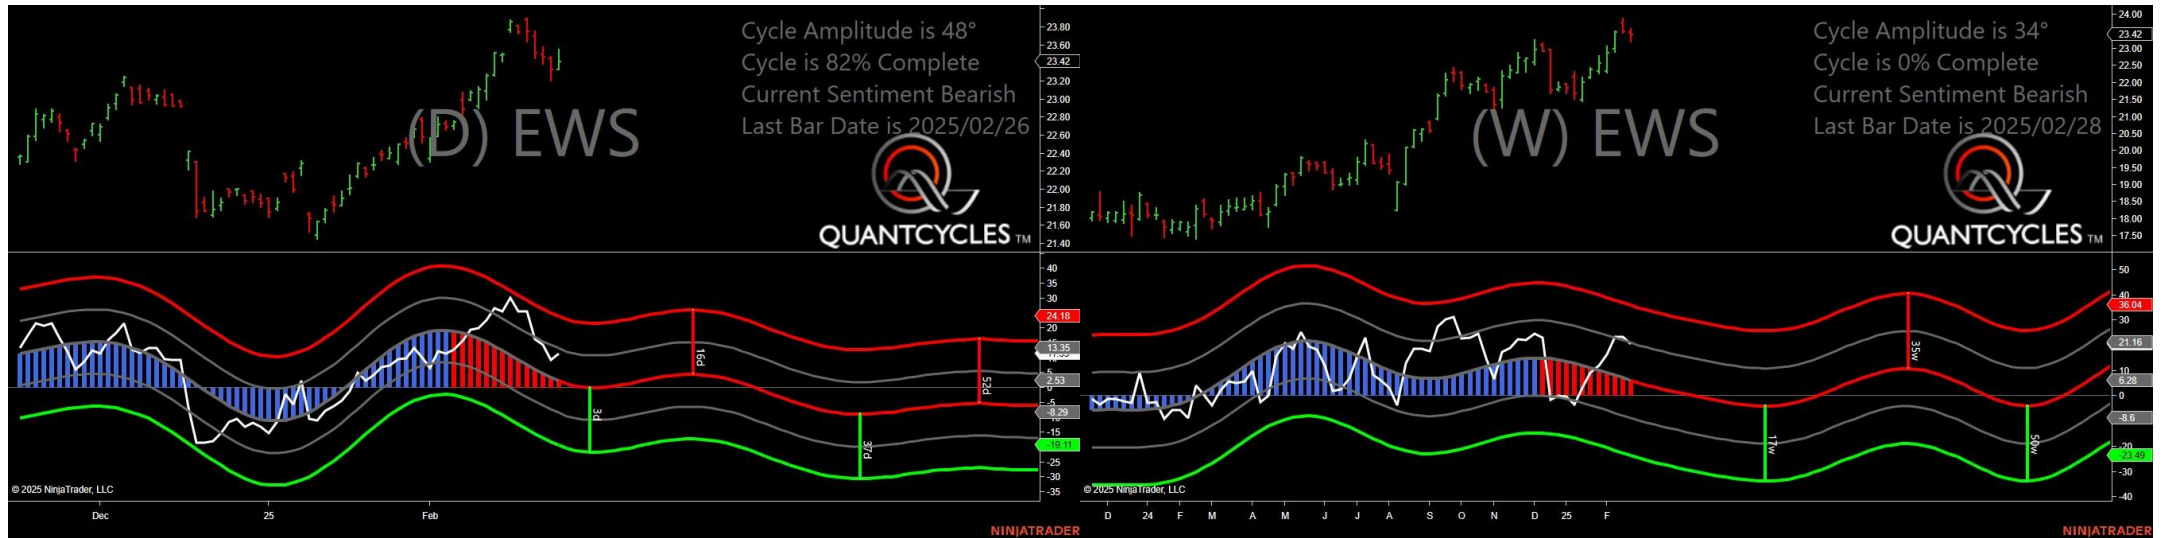 Cycle Amplitude is 48°
Cycle is 82% Complete
Current Sentiment Bearish
Last Bar Date is 2025/02/26
(D) EWS
QUANTCYCLES TM
23.80
23.60
23.42
23.20
23.00
22.80
22.60
22.40
22.20
22.00
21.80
21.60
21.40
40
35
30
24.18
20
13.35
2.53
-5
-8.29
-15
-19.11
-25
-30
-35
3d
16d
37d
52d
© 2025 NinjaTrader, LLC
Dec
25
Feb
NINJATRADER
Cycle Amplitude is 34°
Cycle is 0% Complete
Current Sentiment Bearish
Last Bar Date is 2025/02/28
(W) EWS
QUANTCYCLES TM
24.00
23.42
23.00
22.50
22.00
21.50
21.00
20.50
20.00
19.50
19.00
18.50
18.00
17.50
50
40
36.04
30
21.16
10
6.28
0
-8.6
-20
-23.49
-30
-40
17w
35w
50w
© 2025 NinjaTrader, LLC
D
24
F
M
A
M
J
J
A
S
O
N
D
25
F
NINJATRADER